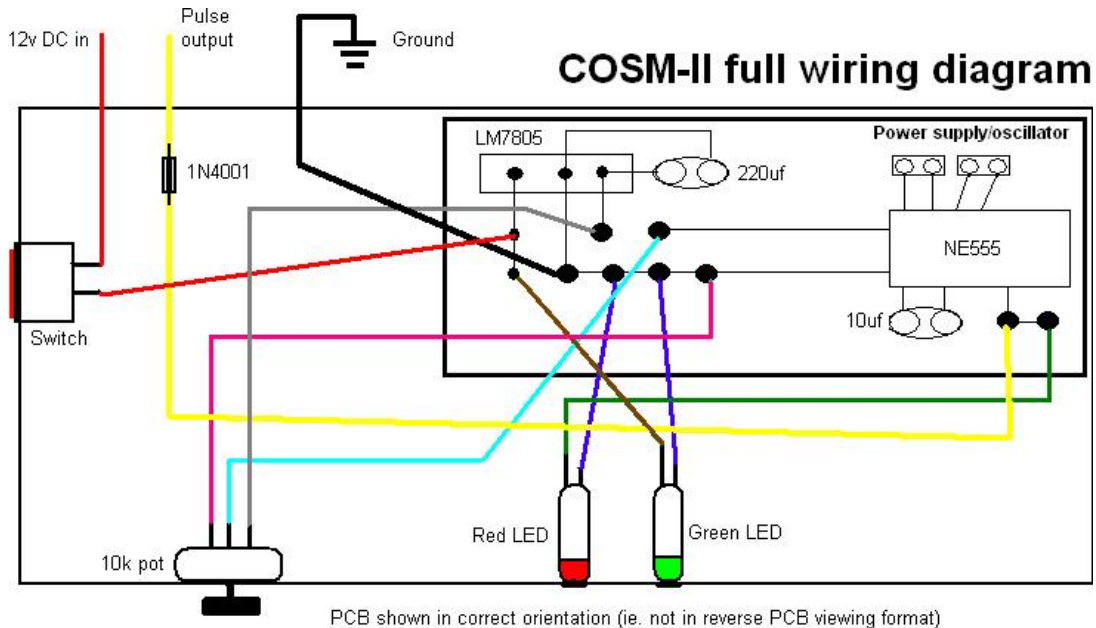 Pulse
output
12v DC in
Ground
COSM-II full wiring diagram
LM7805
Power supply/oscillator
1N4001
220uf
NE555
10uf
Switch
Red LED
Green LED
10k pot
PCB shown in correct orientation (ie. not in reverse PCB viewing format)